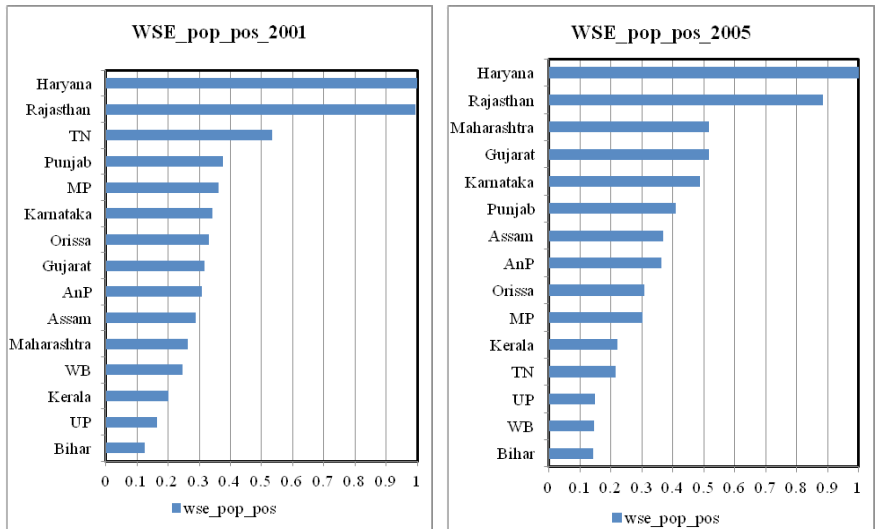 WSE_pop_pos_2001
Haryana
Rajasthan
TN
Punjab
MP
Karnataka
Orissa
Gujarat
AnP
Assam
Maharashtra
WB
Kerala
UP
Bihar
0 0.1 0.2 0.3 0.4 0.5 0.6 0.7 0.8 0.9 1
wse_pop_pos
WSE_pop_pos_2005
Haryana
Rajasthan
Maharashtra
Gujarat
Karnataka
Punjab
Assam
AnP
Orissa
MP
Kerala
TN
UP
WB
Bihar
0 0.1 0.2 0.3 0.4 0.5 0.6 0.7 0.8 0.9 1
wse_pop_pos